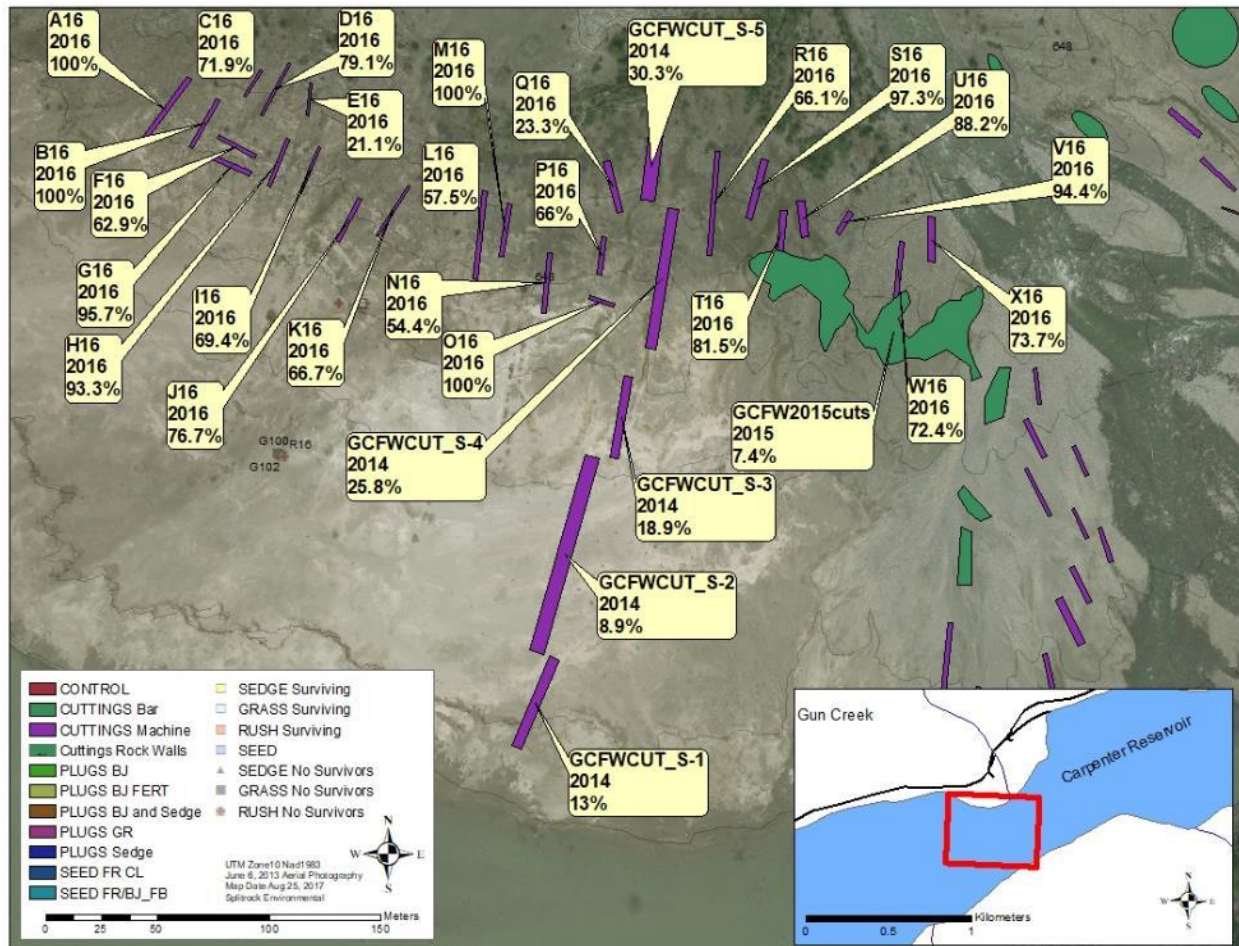 A16
2016
100%
C16
2016
71.9%
D16
2016
79.1%
M16
2016
100%
GCFWCUT_S-5
2014
30.3%
R16
2016
66.1%
S16
2016
97.3%
648
Q16
2016
23.3%
U16
2016
88.2%
E16
2016
21.1%
V16
2016
94.4%
B16
2016
100%
F16
2016
62.9%
L16
2016
57.5%
P16
2016
66%
G16
2016
95.7%
I16
2016
69.4%
N16
2016
54.4%
648
T16
2016
81.5%
X16
2016
73.7%
H16
2016
93.3%
K16
2016
66.7%
O16
2016
100%
J16
2016
76.7%
W16
2016
72.4%
GCFW2015cuts
2015
7.4%
G100
R16
G102
GCFWCUT_S-4
2014
25.8%
GCFWCUT_S-3
2014
18.9%
GCFWCUT_S-2
2014
8.9%
GCFWCUT_S-1
2014
13%
CONTROL
CUTTINGS Bar
CUTTINGS Machine
Cuttings Rock Walls
PLUGS BJ
PLUGS BJ FERT
PLUGS BJ and Sedge
PLUGS GR
PLUGS Sedge
SEED FR CL
SEED FR/BJ_FB
SEDGE Surviving
GRASS Surviving
RUSH Surviving
SEED
SEDGE No Survivors
GRASS No Survivors
RUSH No Survivors
N
W E
S
UTM Zone10 Nad1983
June 6, 2013 Aerial Photography
Map Date Aug 25, 2017
Splitrock Environmental
0 25 50 100 150
Meters
Gun Creek
Carpenter Reservoir
N
W E
S
0 0.5 1
Kilometers